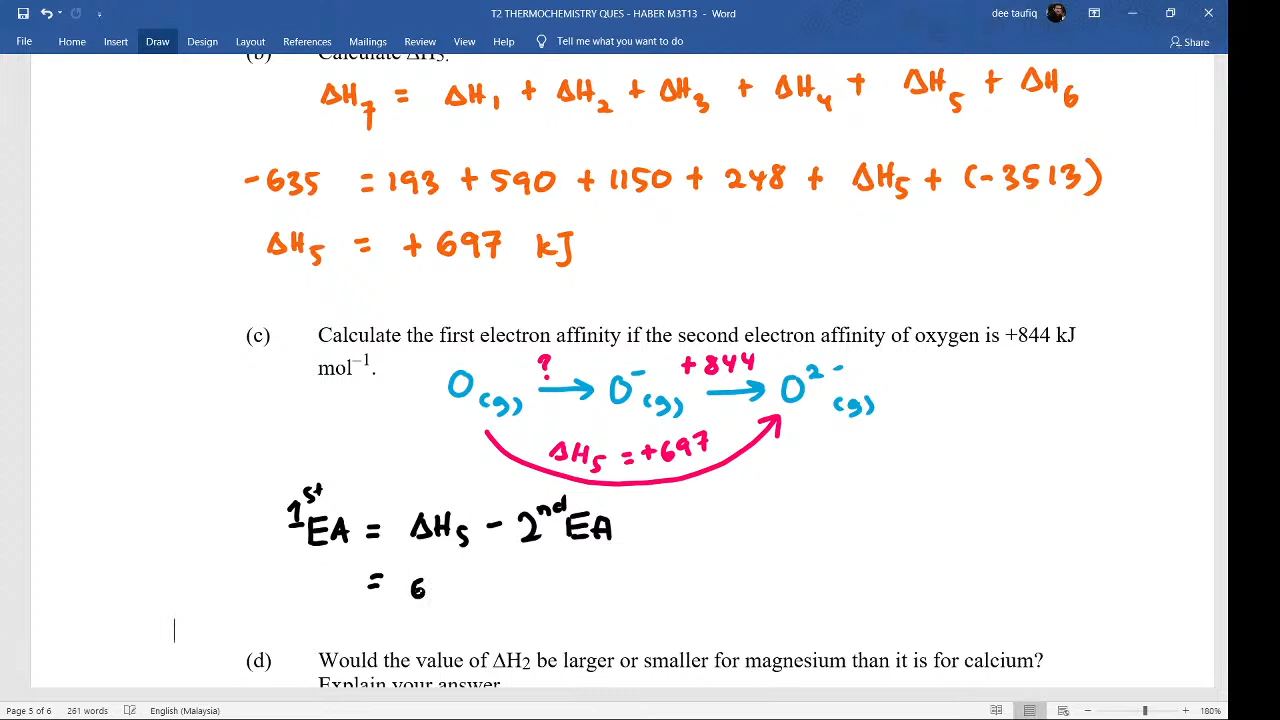 T2 THERMOCHEMISTRY QUES - HABER M3T13 - Word
dee taufiq
File Home Insert Draw Design Layout References Mailings Review View Help Tell me what you want to do Share
(b) Calculate ΔH5.
ΔH7 = ΔH1 + ΔH2 + ΔH3 + ΔH4 + ΔH5 + ΔH6
-635 = 193 + 590 + 1150 + 248 + ΔH5 + (-3513)
ΔH5 = +697 kJ
(c) Calculate the first electron affinity if the second electron affinity of oxygen is +844 kJ
mol−1.
? +844
O(g) → O-(g) → O2-(g)
ΔH5 = +697
1st EA = ΔH5 - 2nd EA
= 6
(d) Would the value of ΔH2 be larger or smaller for magnesium than it is for calcium?
Explain your answer
Page 5 of 6 261 words English (Malaysia) 180%